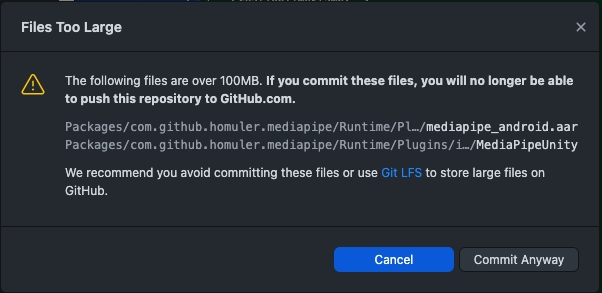 Files Too Large
The following files are over 100MB. If you commit these files, you will no longer be able
to push this repository to GitHub.com.
Packages/com.github.homuler.mediapipe/Runtime/Pl…/mediapipe_android.aar
Packages/com.github.homuler.mediapipe/Runtime/Plugins/i…/MediaPipeUnity
We recommend you avoid committing these files or use Git LFS to store large files on
GitHub.
Cancel
Commit Anyway